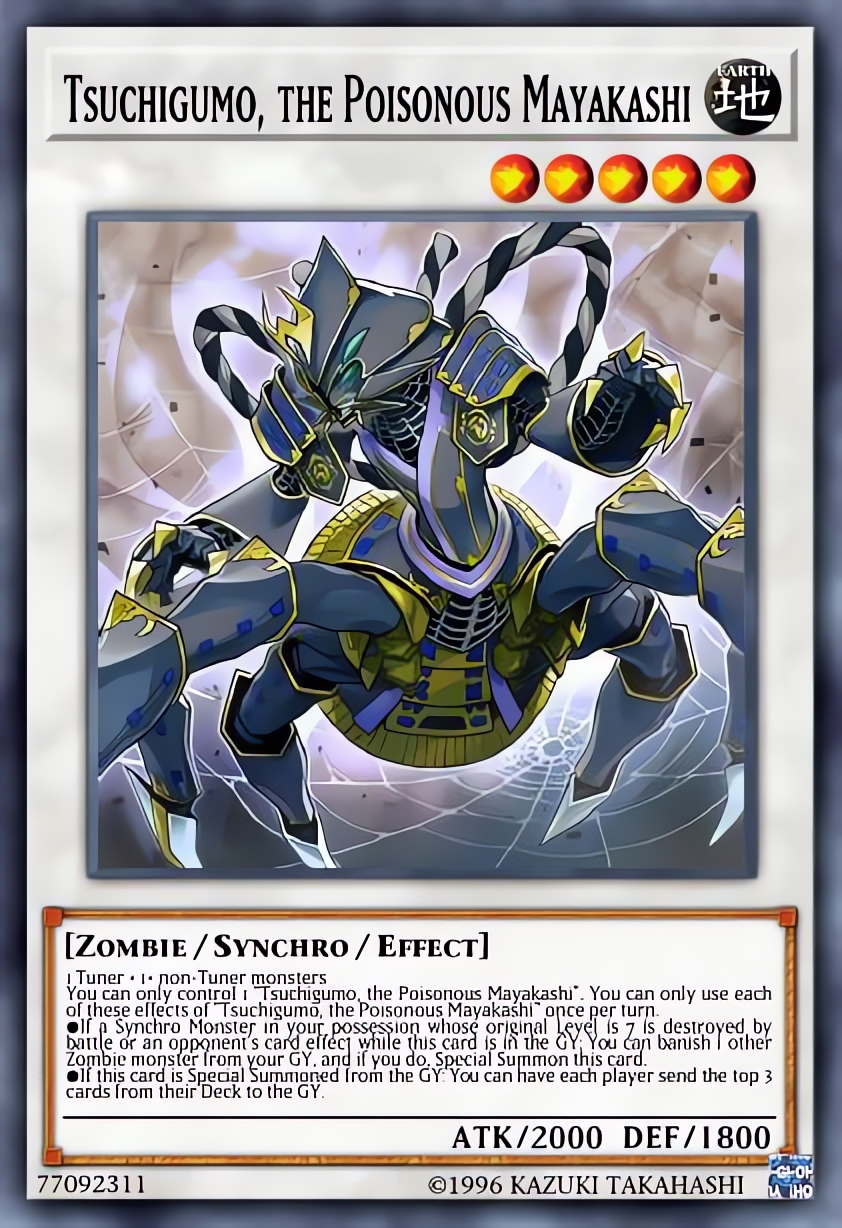 Tsuchigumo, the Poisonous Mayakashi
EARTH
地
[Zombie / Synchro / Effect]
1 Tuner + 1+ non-Tuner monsters
You can only control 1 "Tsuchigumo, the Poisonous Mayakashi". You can only use each
of these effects of "Tsuchigumo, the Poisonous Mayakashi" once per turn.
●If a Synchro Monster in your possession whose original Level is 7 is destroyed by
battle or an opponent's card effect while this card is in the GY: You can banish 1 other
Zombie monster from your GY, and if you do, Special Summon this card.
●If this card is Special Summoned from the GY: You can have each player send the top 3
cards from their Deck to the GY.
ATK/2000 DEF/1800
77092311
©1996 KAZUKI TAKAHASHI